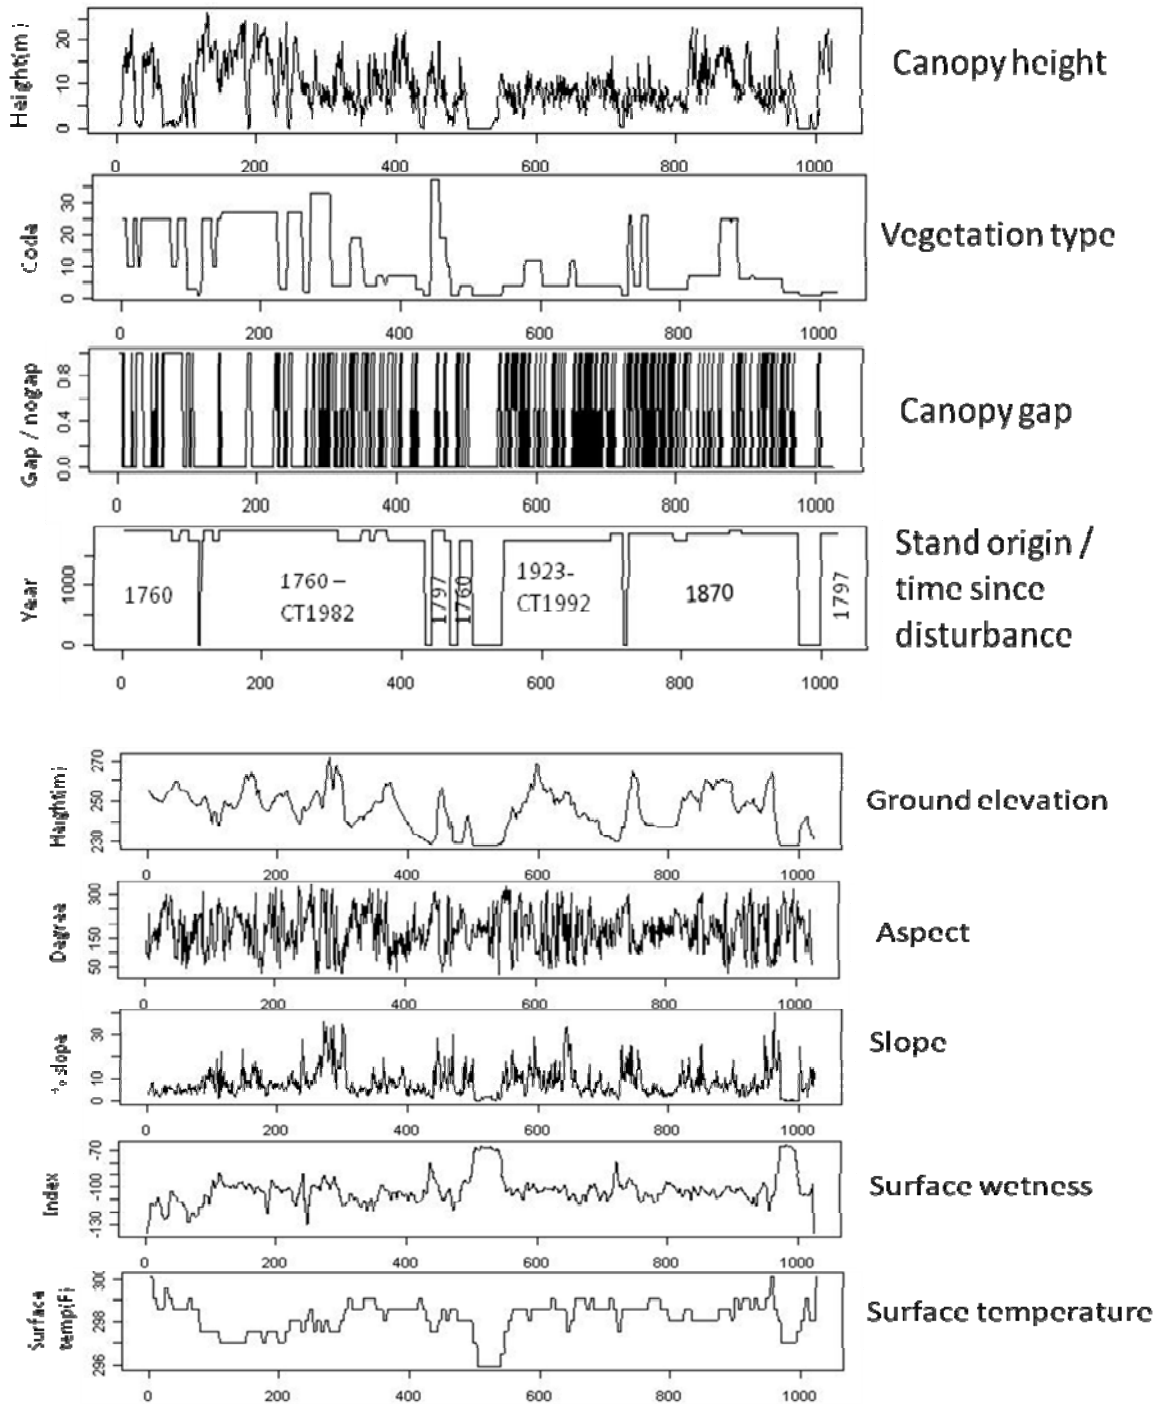 Height(m)
20
10
0
Canopy height
0 200 400 600 800 1000
Code
30
20
10
0
Vegetation type
0 200 400 600 800 1000
Gap / nogap
0.8
0.4
0.0
Canopy gap
0 200 400 600 800 1000
Year
1000
0
1760
1760 –
CT1982
1797
1760
1923-
CT1992
1870
1797
Stand origin /
time since
disturbance
0 200 400 600 800 1000
Height(m)
270
250
230
Ground elevation
0 200 400 600 800 1000
Degree
300
150
50
Aspect
0 200 400 600 800 1000
% slope
30
10
0
Slope
0 200 400 600 800 1000
Index
-70
-100
-130
Surface wetness
0 200 400 600 800 1000
Surface
temp(F)
300
298
296
Surface temperature
0 200 400 600 800 1000